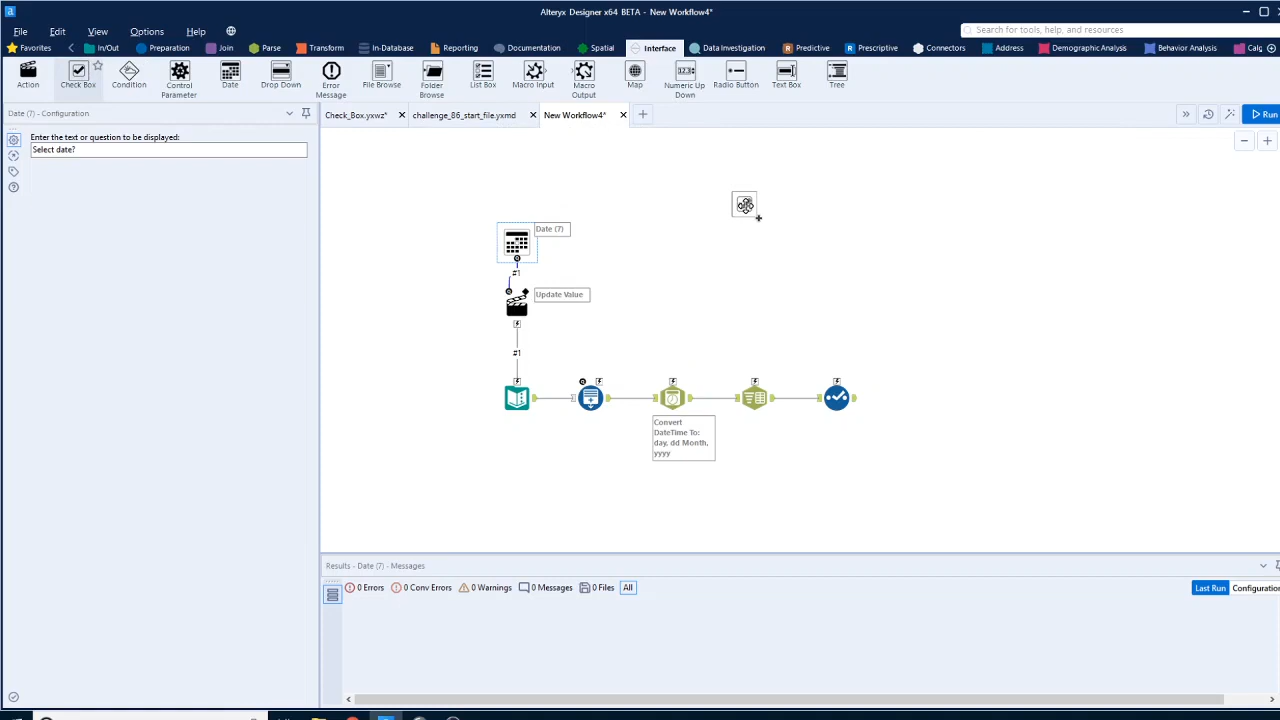 Alteryx Designer x64 BETA - New Workflow4*
File Edit View Options Help
Search for tools, help, and resources
Favorites In/Out Preparation Join Parse Transform In-Database Reporting Documentation Spatial Interface Data Investigation Predictive Prescriptive Connectors Address Demographic Analysis Behavior Analysis Calg
Action Check Box Condition Control Parameter Date Drop Down Error Message File Browse Folder Browse List Box Macro Input Macro Output Map Numeric Up Down Radio Button Text Box Tree
Date (7) - Configuration
Check_Box.yxwz* challenge_86_start_file.yxmd New Workflow4* Run
Enter the text or question to be displayed:
Select date?
Date (7)
#1
Update Value
#1
Convert
DateTime To:
day, dd Month,
yyyy
Results - Date (7) - Messages
0 Errors 0 Conv Errors 0 Warnings 0 Messages 0 Files All Last Run Configuration